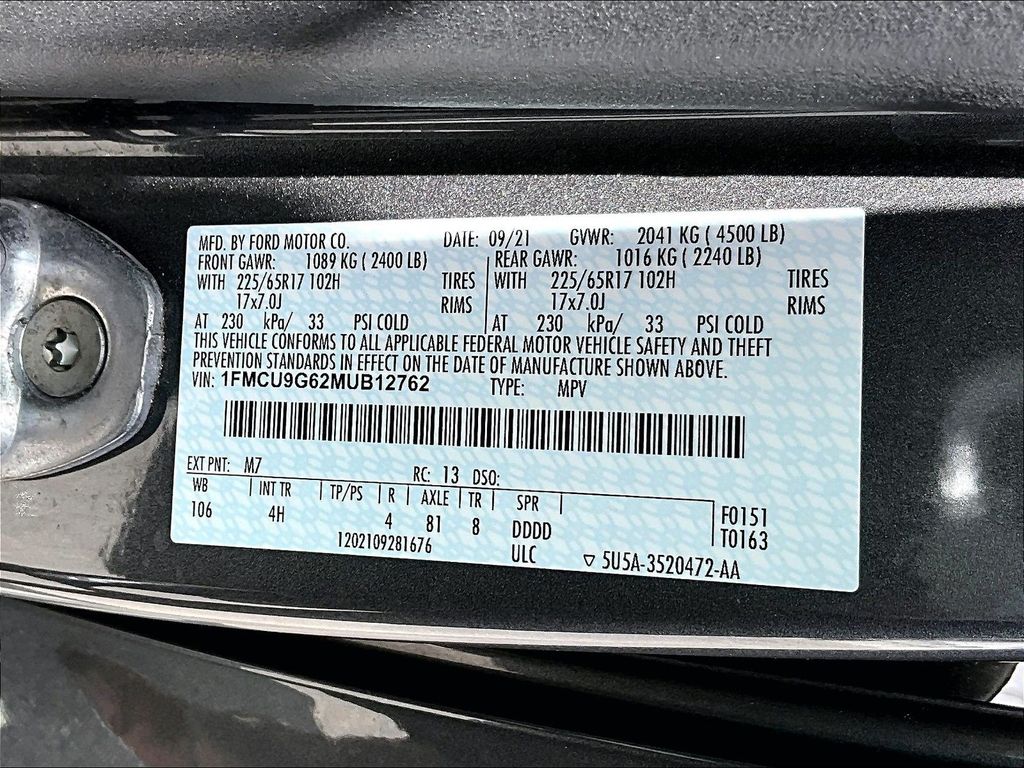 MFD. BY FORD MOTOR CO. DATE: 09/21 GVWR: 2041 KG ( 4500 LB)
FRONT GAWR: 1089 KG ( 2400 LB) REAR GAWR: 1016 KG ( 2240 LB)
WITH 225/65R17 102H TIRES WITH 225/65R17 102H TIRES
17x7.0J RIMS 17x7.0J RIMS
AT 230 kPa/ 33 PSI COLD AT 230 kPa/ 33 PSI COLD
THIS VEHICLE CONFORMS TO ALL APPLICABLE FEDERAL MOTOR VEHICLE SAFETY AND THEFT
PREVENTION STANDARDS IN EFFECT ON THE DATE OF MANUFACTURE SHOWN ABOVE.
VIN: 1FMCU9G62MUB12762 TYPE: MPV
EXT PNT: M7 RC: 13 DSO:
WB INT TR TP/PS R AXLE TR SPR
106 4H 4 81 8 DDDD F0151
T0163
1202109281676 ULC 5U5A-3520472-AA